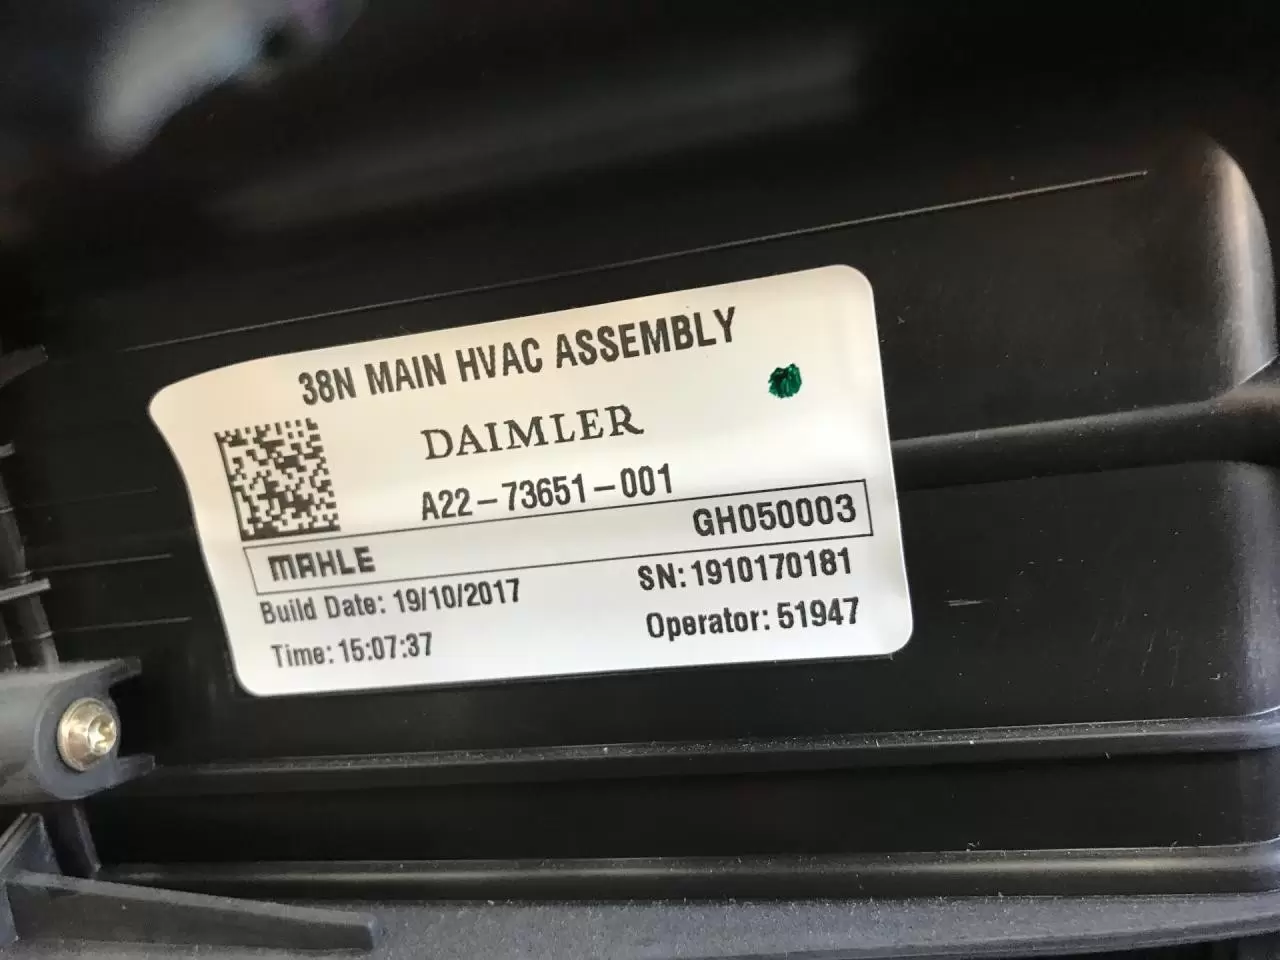 38N MAIN HVAC ASSEMBLY
DAIMLER
A22-73651-001
MAHLE GH050003
Build Date: 19/10/2017 SN: 1910170181
Time: 15:07:37 Operator: 51947